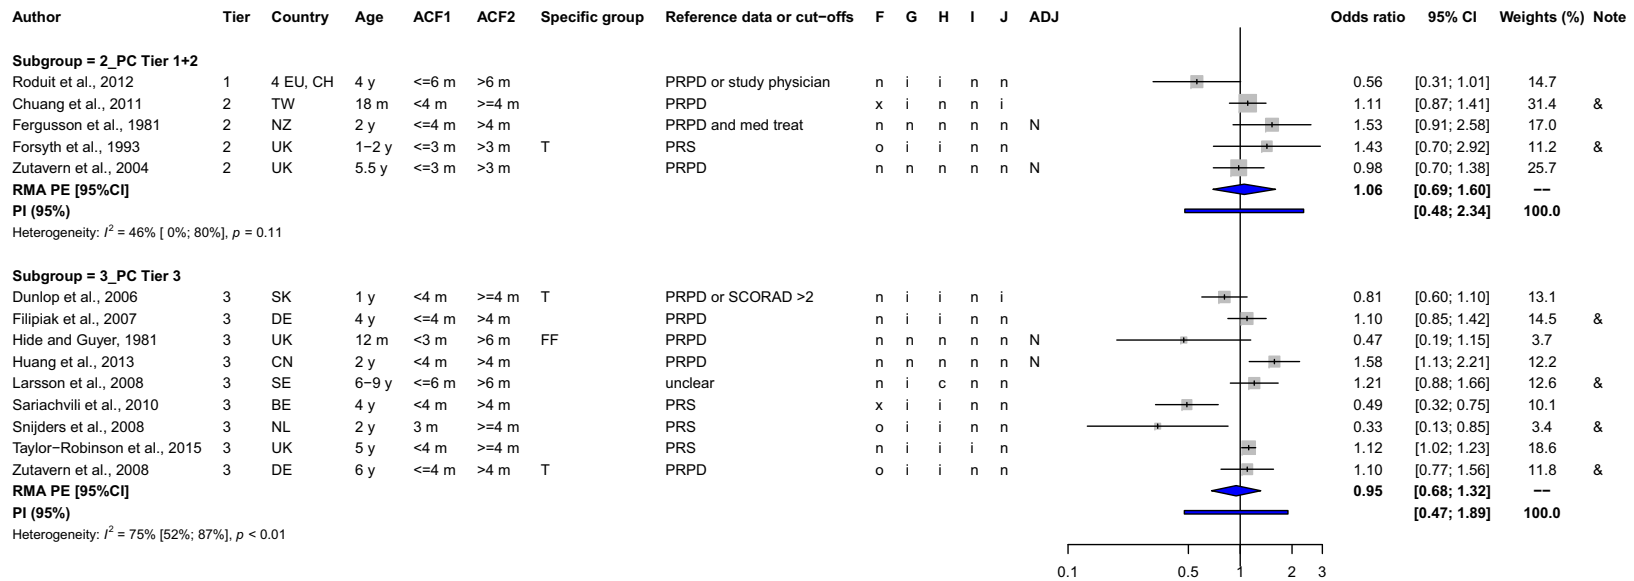 Author Tier Country Age ACF1 ACF2 Specific group Reference data or cut−offs F G H I J ADJ Odds ratio 95% CI Weights (%) Note
Subgroup = 2_PC Tier 1+2
Roduit et al., 2012 1 4 EU, CH 4 y <=6 m >6 m PRPD or study physician n i i n n 0.56 [0.31; 1.01] 14.7
Chuang et al., 2011 2 TW 18 m <4 m >=4 m PRPD x i n n i 1.11 [0.87; 1.41] 31.4 &
Fergusson et al., 1981 2 NZ 2 y <=4 m >4 m PRPD and med treat n n n n n N 1.53 [0.91; 2.58] 17.0
Forsyth et al., 1993 2 UK 1−2 y <=3 m >3 m T PRS o i i n n 1.43 [0.70; 2.92] 11.2 &
Zutavern et al., 2004 2 UK 5.5 y <=3 m >3 m PRPD n n n n n N 0.98 [0.70; 1.38] 25.7
RMA PE [95%CI] 1.06 [0.69; 1.60] −−
PI (95%) [0.48; 2.34] 100.0
Heterogeneity: I² = 46% [ 0%; 80%], p = 0.11
Subgroup = 3_PC Tier 3
Dunlop et al., 2006 3 SK 1 y <4 m >=4 m T PRPD or SCORAD >2 n i i n i 0.81 [0.60; 1.10] 13.1
Filipiak et al., 2007 3 DE 4 y <=4 m >4 m PRPD n i i n n 1.10 [0.85; 1.42] 14.5 &
Hide and Guyer, 1981 3 UK 12 m <3 m >6 m FF PRPD n n n n n N 0.47 [0.19; 1.15] 3.7
Huang et al., 2013 3 CN 2 y <4 m >4 m PRPD n n n n n N 1.58 [1.13; 2.21] 12.2
Larsson et al., 2008 3 SE 6−9 y <=6 m >6 m unclear n i c n n 1.21 [0.88; 1.66] 12.6 &
Sariachvili et al., 2010 3 BE 4 y <4 m >4 m PRS x i i n n 0.49 [0.32; 0.75] 10.1
Snijders et al., 2008 3 NL 2 y 3 m >=4 m PRS o i i n n 0.33 [0.13; 0.85] 3.4 &
Taylor−Robinson et al., 2015 3 UK 5 y <4 m >=4 m PRS n i i i n 1.12 [1.02; 1.23] 18.6
Zutavern et al., 2008 3 DE 6 y <=4 m >4 m T PRPD o i i n n 1.10 [0.77; 1.56] 11.8 &
RMA PE [95%CI] 0.95 [0.68; 1.32] −−
PI (95%) [0.47; 1.89] 100.0
Heterogeneity: I² = 75% [52%; 87%], p < 0.01
0.1 0.5 1 2 3